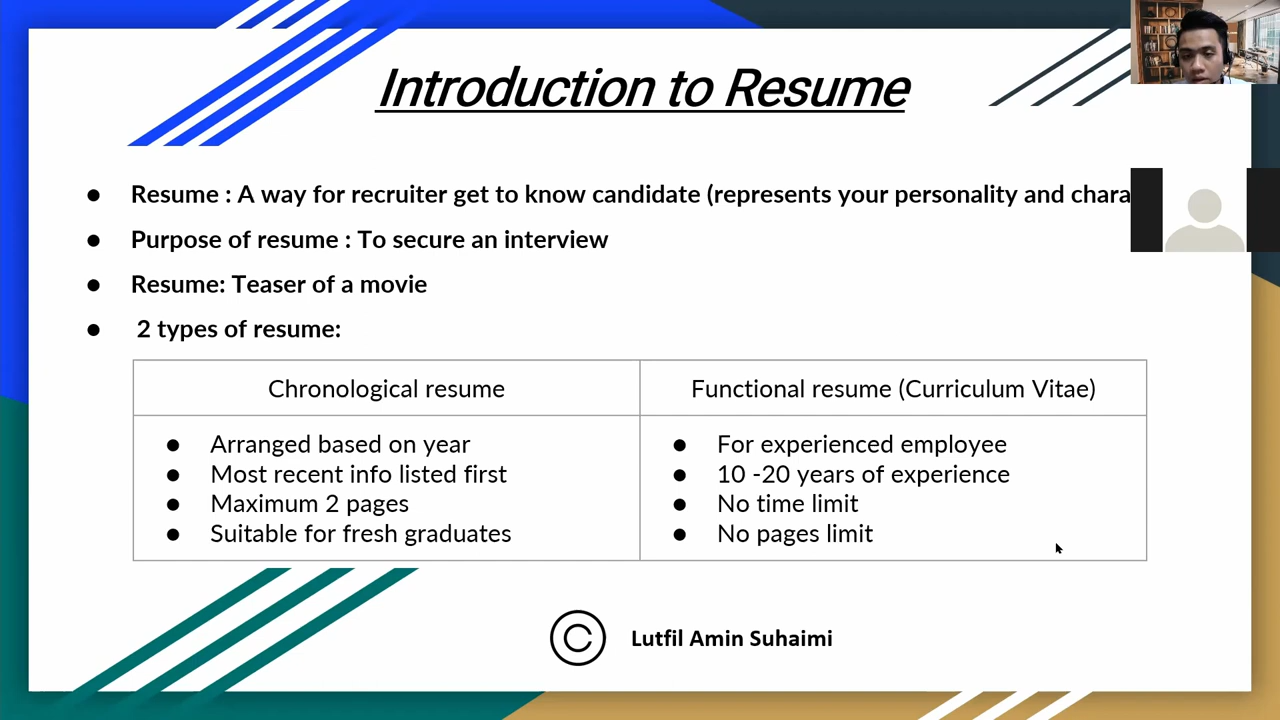 Introduction to Resume
● Resume : A way for recruiter get to know candidate (represents your personality and chara
● Purpose of resume : To secure an interview
● Resume: Teaser of a movie
● 2 types of resume:
Chronological resume
● Arranged based on year
● Most recent info listed first
● Maximum 2 pages
● Suitable for fresh graduates
Functional resume (Curriculum Vitae)
● For experienced employee
● 10 -20 years of experience
● No time limit
● No pages limit
© Lutfil Amin Suhaimi